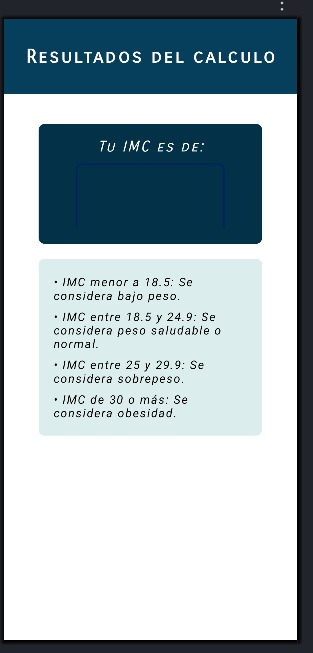 Resultados del calculo
Tu IMC es de:
• IMC menor a 18.5: Se
considera bajo peso.
• IMC entre 18.5 y 24.9: Se
considera peso saludable o
normal.
• IMC entre 25 y 29.9: Se
considera sobrepeso.
• IMC de 30 o más: Se
considera obesidad.